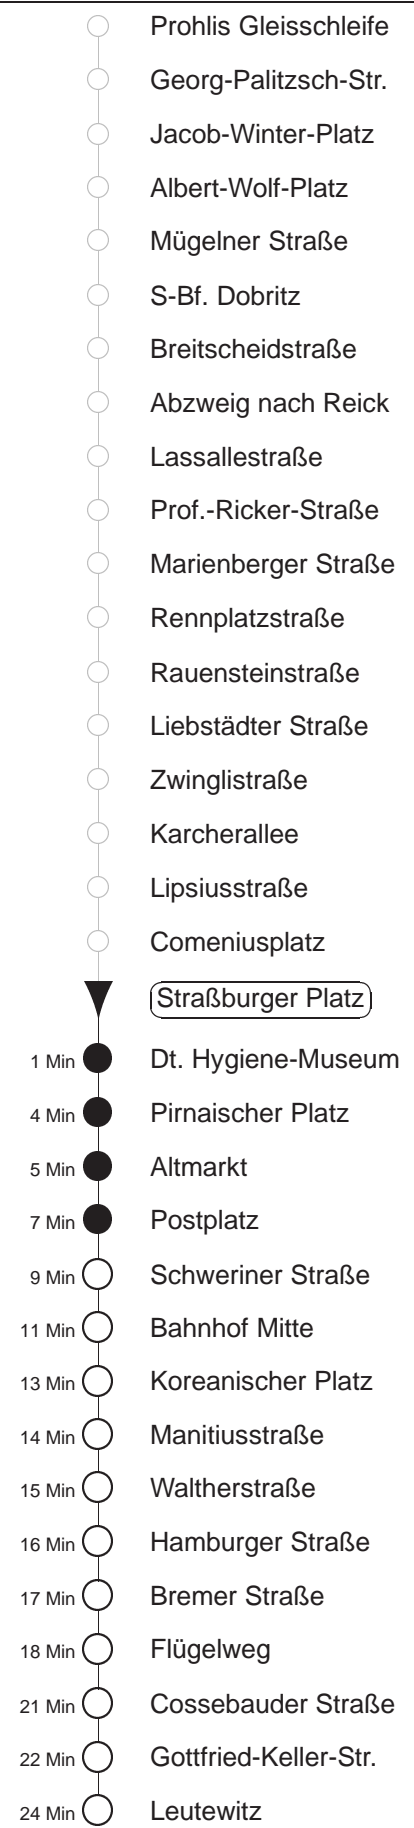 Prohlis Gleisschleife
Georg-Palitzsch-Str.
Jacob-Winter-Platz
Albert-Wolf-Platz
Mügelner Straße
S-Bf. Dobritz
Breitscheidstraße
Abzweig nach Reick
Lassallestraße
Prof.-Ricker-Straße
Marienberger Straße
Rennplatzstraße
Rauensteinstraße
Liebstädter Straße
Zwinglistraße
Karcherallee
Lipsiusstraße
Comeniusplatz
Straßburger Platz
1 Min Dt. Hygiene-Museum
4 Min Pirnaischer Platz
5 Min Altmarkt
7 Min Postplatz
9 Min Schweriner Straße
11 Min Bahnhof Mitte
13 Min Koreanischer Platz
14 Min Manitiusstraße
15 Min Waltherstraße
16 Min Hamburger Straße
17 Min Bremer Straße
18 Min Flügelweg
21 Min Cossebauder Straße
22 Min Gottfried-Keller-Str.
24 Min Leutewitz